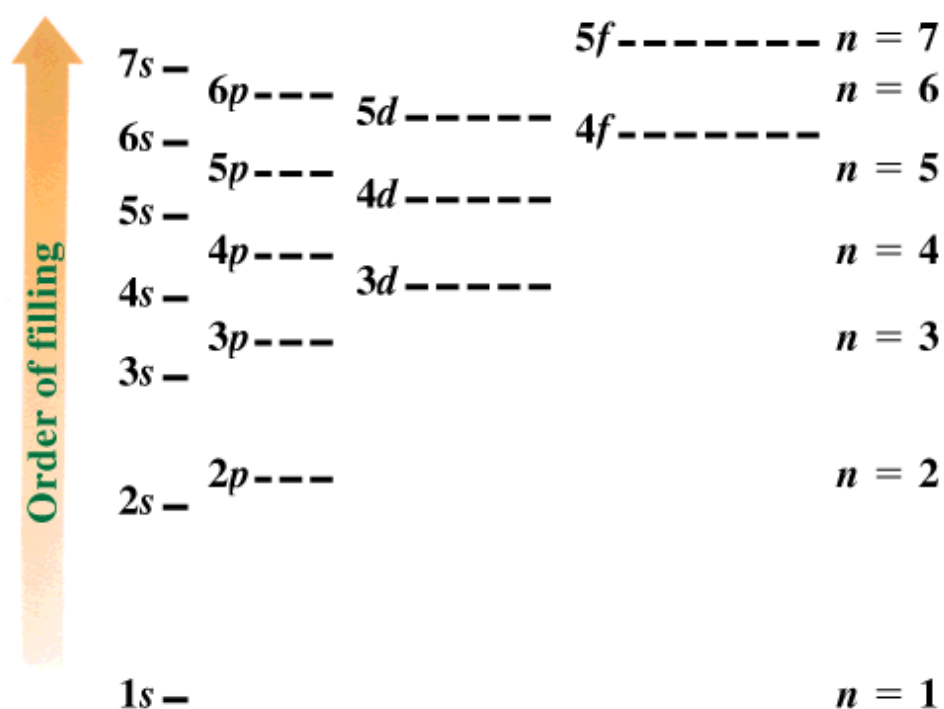 5f n = 7
7s
6p n = 6
5d
6s 4f
5p n = 5
4d
5s
4p n = 4
3d
4s
3p n = 3
3s
2p n = 2
2s
1s n = 1
Order of filling